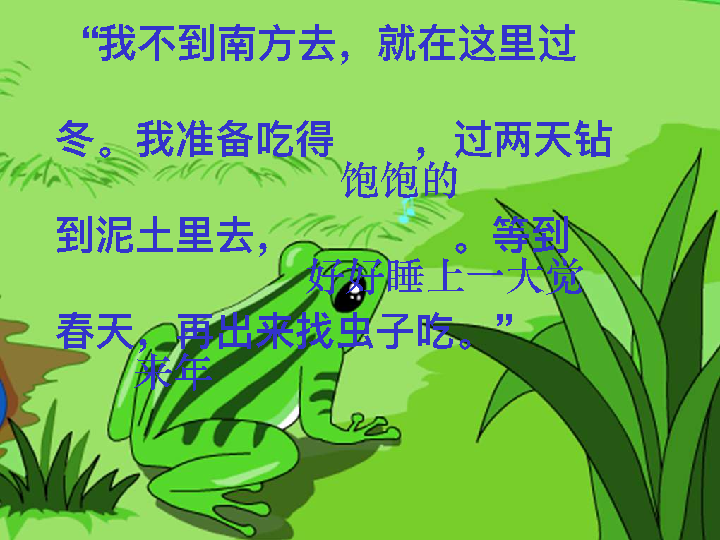 “我不到南方去，就在这里过
冬。我准备吃得　　，过两天钻
饱饱的
到泥土里去，　　　　。等到
好好睡上一大觉
春天，再出来找虫子吃。”
来年